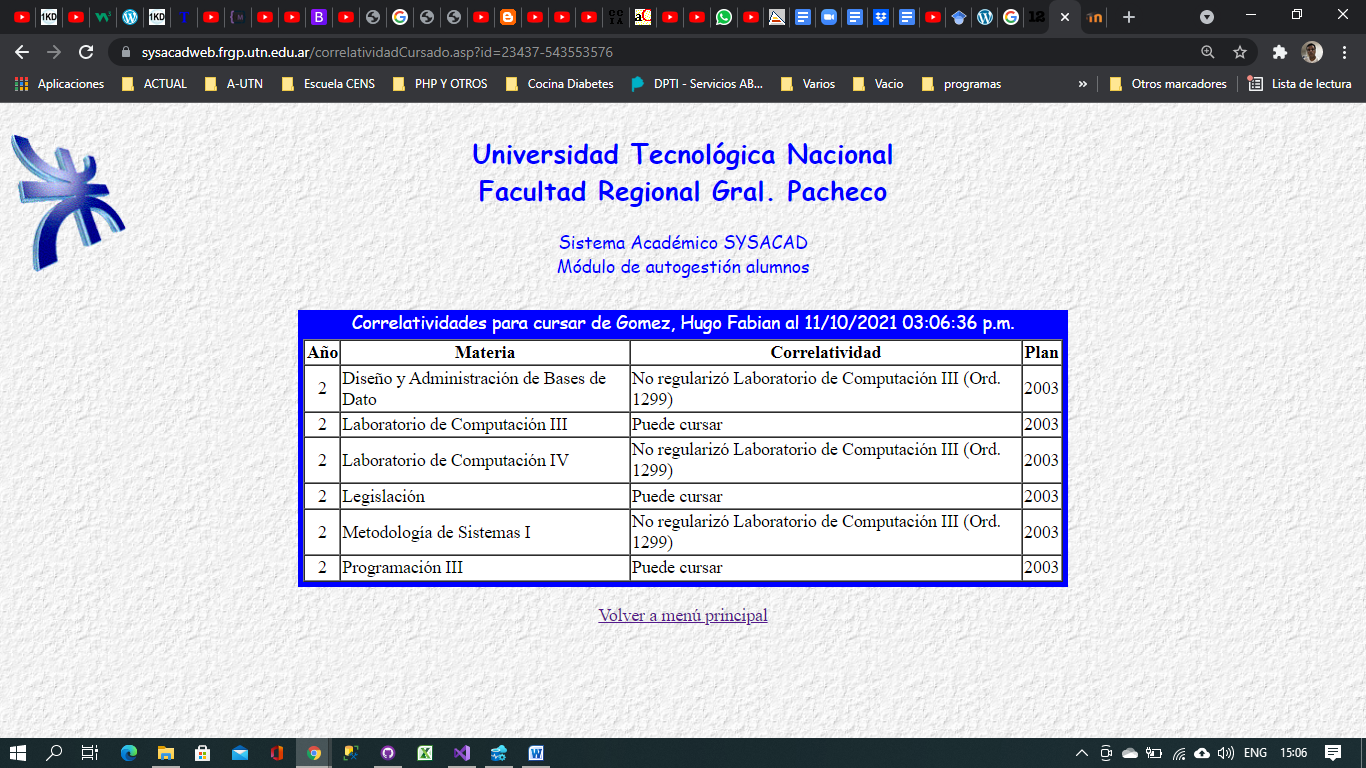 sysacadweb.frgp.utn.edu.ar/correlatividadCursado.asp?id=23437-543553576
Aplicaciones ACTUAL A-UTN Escuela CENS PHP Y OTROS Cocina Diabetes DPTI - Servicios AB... Varios Vacio programas » Otros marcadores Lista de lectura
Universidad Tecnológica Nacional
Facultad Regional Gral. Pacheco
Sistema Académico SYSACAD
Módulo de autogestión alumnos
Correlatividades para cursar de Gomez, Hugo Fabian al 11/10/2021 03:06:36 p.m.
Año Materia Correlatividad Plan
2 Diseño y Administración de Bases de Dato No regularizó Laboratorio de Computación III (Ord. 1299) 2003
2 Laboratorio de Computación III Puede cursar 2003
2 Laboratorio de Computación IV No regularizó Laboratorio de Computación III (Ord. 1299) 2003
2 Legislación Puede cursar 2003
2 Metodología de Sistemas I No regularizó Laboratorio de Computación III (Ord. 1299) 2003
2 Programación III Puede cursar 2003
Volver a menú principal
ENG 15:06